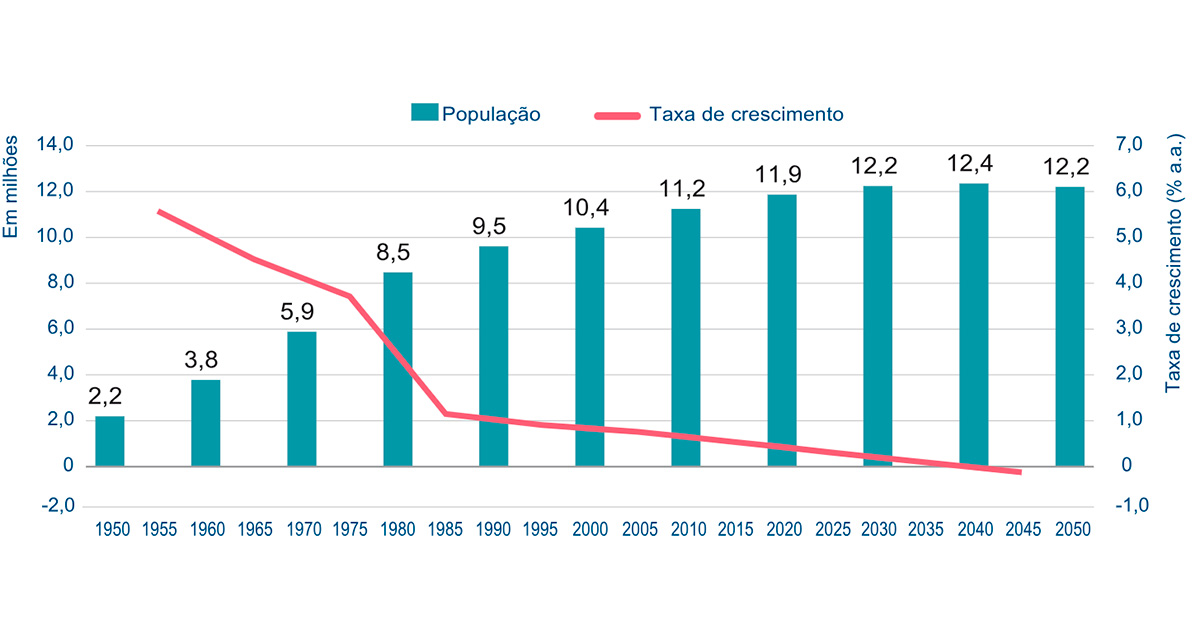 População Taxa de crescimento
Em milhões
Taxa de crescimento (% a.a.)
14,0 7,0
12,0 6,0
10,0 5,0
8,0 4,0
6,0 3,0
4,0 2,0
2,0 1,0
0 0
-2,0 -1,0
2,2 3,8 5,9 8,5 9,5 10,4 11,2 11,9 12,2 12,4 12,2
1950 1955 1960 1965 1970 1975 1980 1985 1990 1995 2000 2005 2010 2015 2020 2025 2030 2035 2040 2045 2050